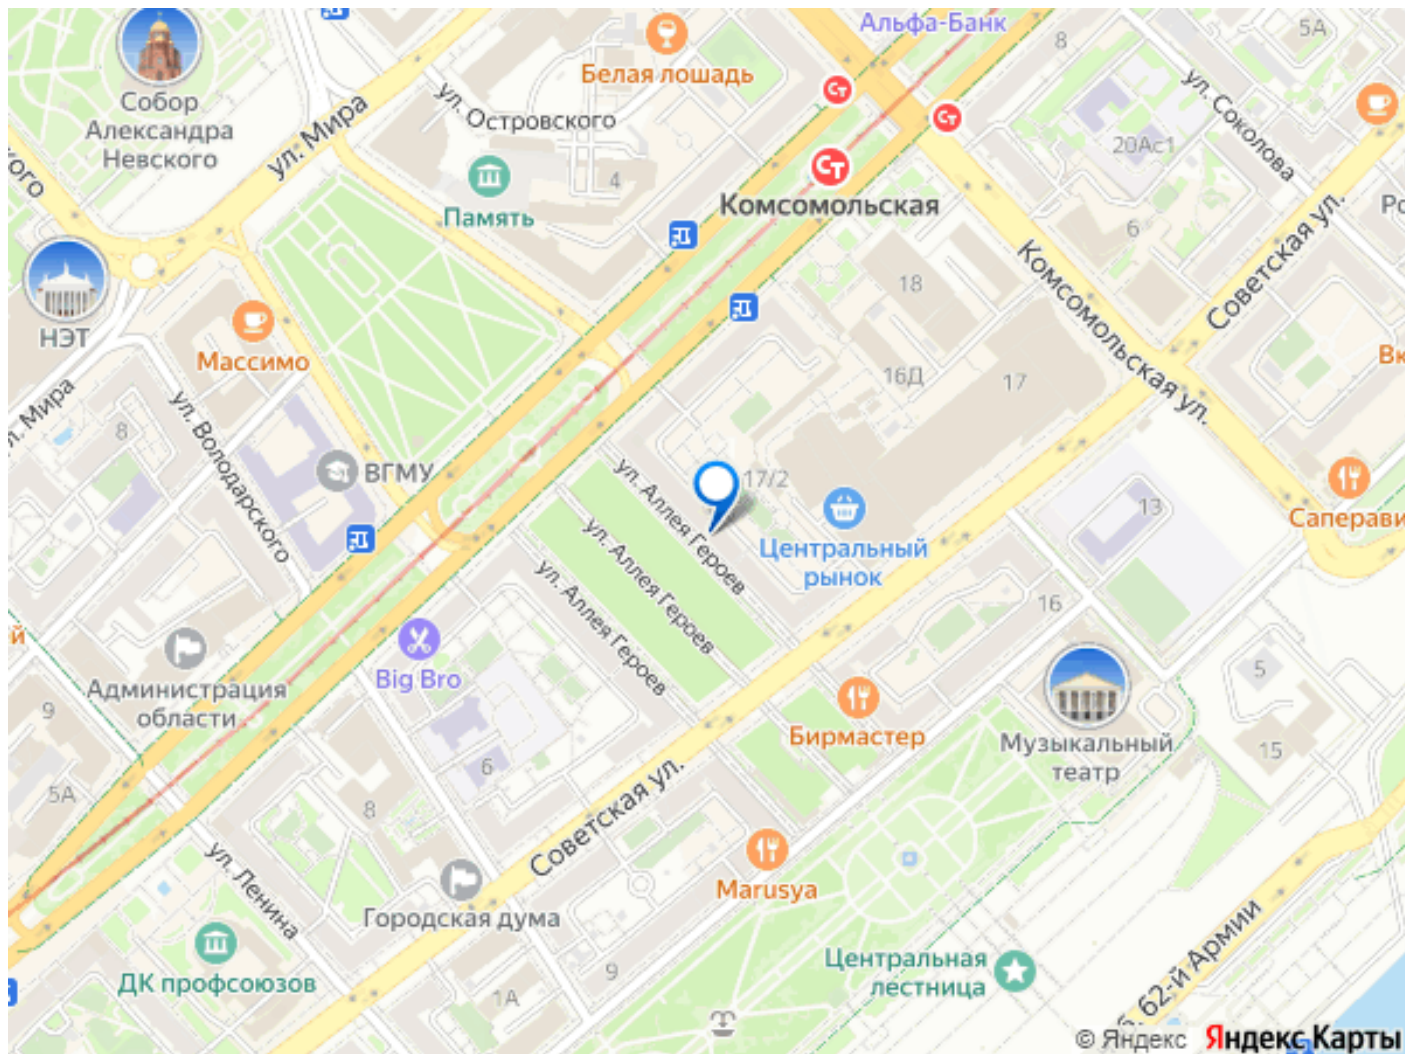 Альфа-Банк
5А
8
Белая лошадь
Собор
Александра
Невского
ул. Мира
ул. Островского
ул. Соколова
20Ас1
4
Память
Комсомольская
6
Советская ул.
НЭТ
Массимо
18
Комсомольская ул.
16Д
17
8
ул. Володарского
ВГМУ
ул. Аллея Героев
17/2
Центральный
рынок
13
Саперави
ул. Аллея Героев
ул. Аллея Героев
16
Big Bro
Администрация
области
9
5
Бирмастер
Музыкальный
театр
15
6
5А
8
Советская ул.
ул. Ленина
Marusya
Городская дума
ДК профсоюзов
9
1А
Центральная
лестница
62-й Армии
© Яндекс Яндекс Карты